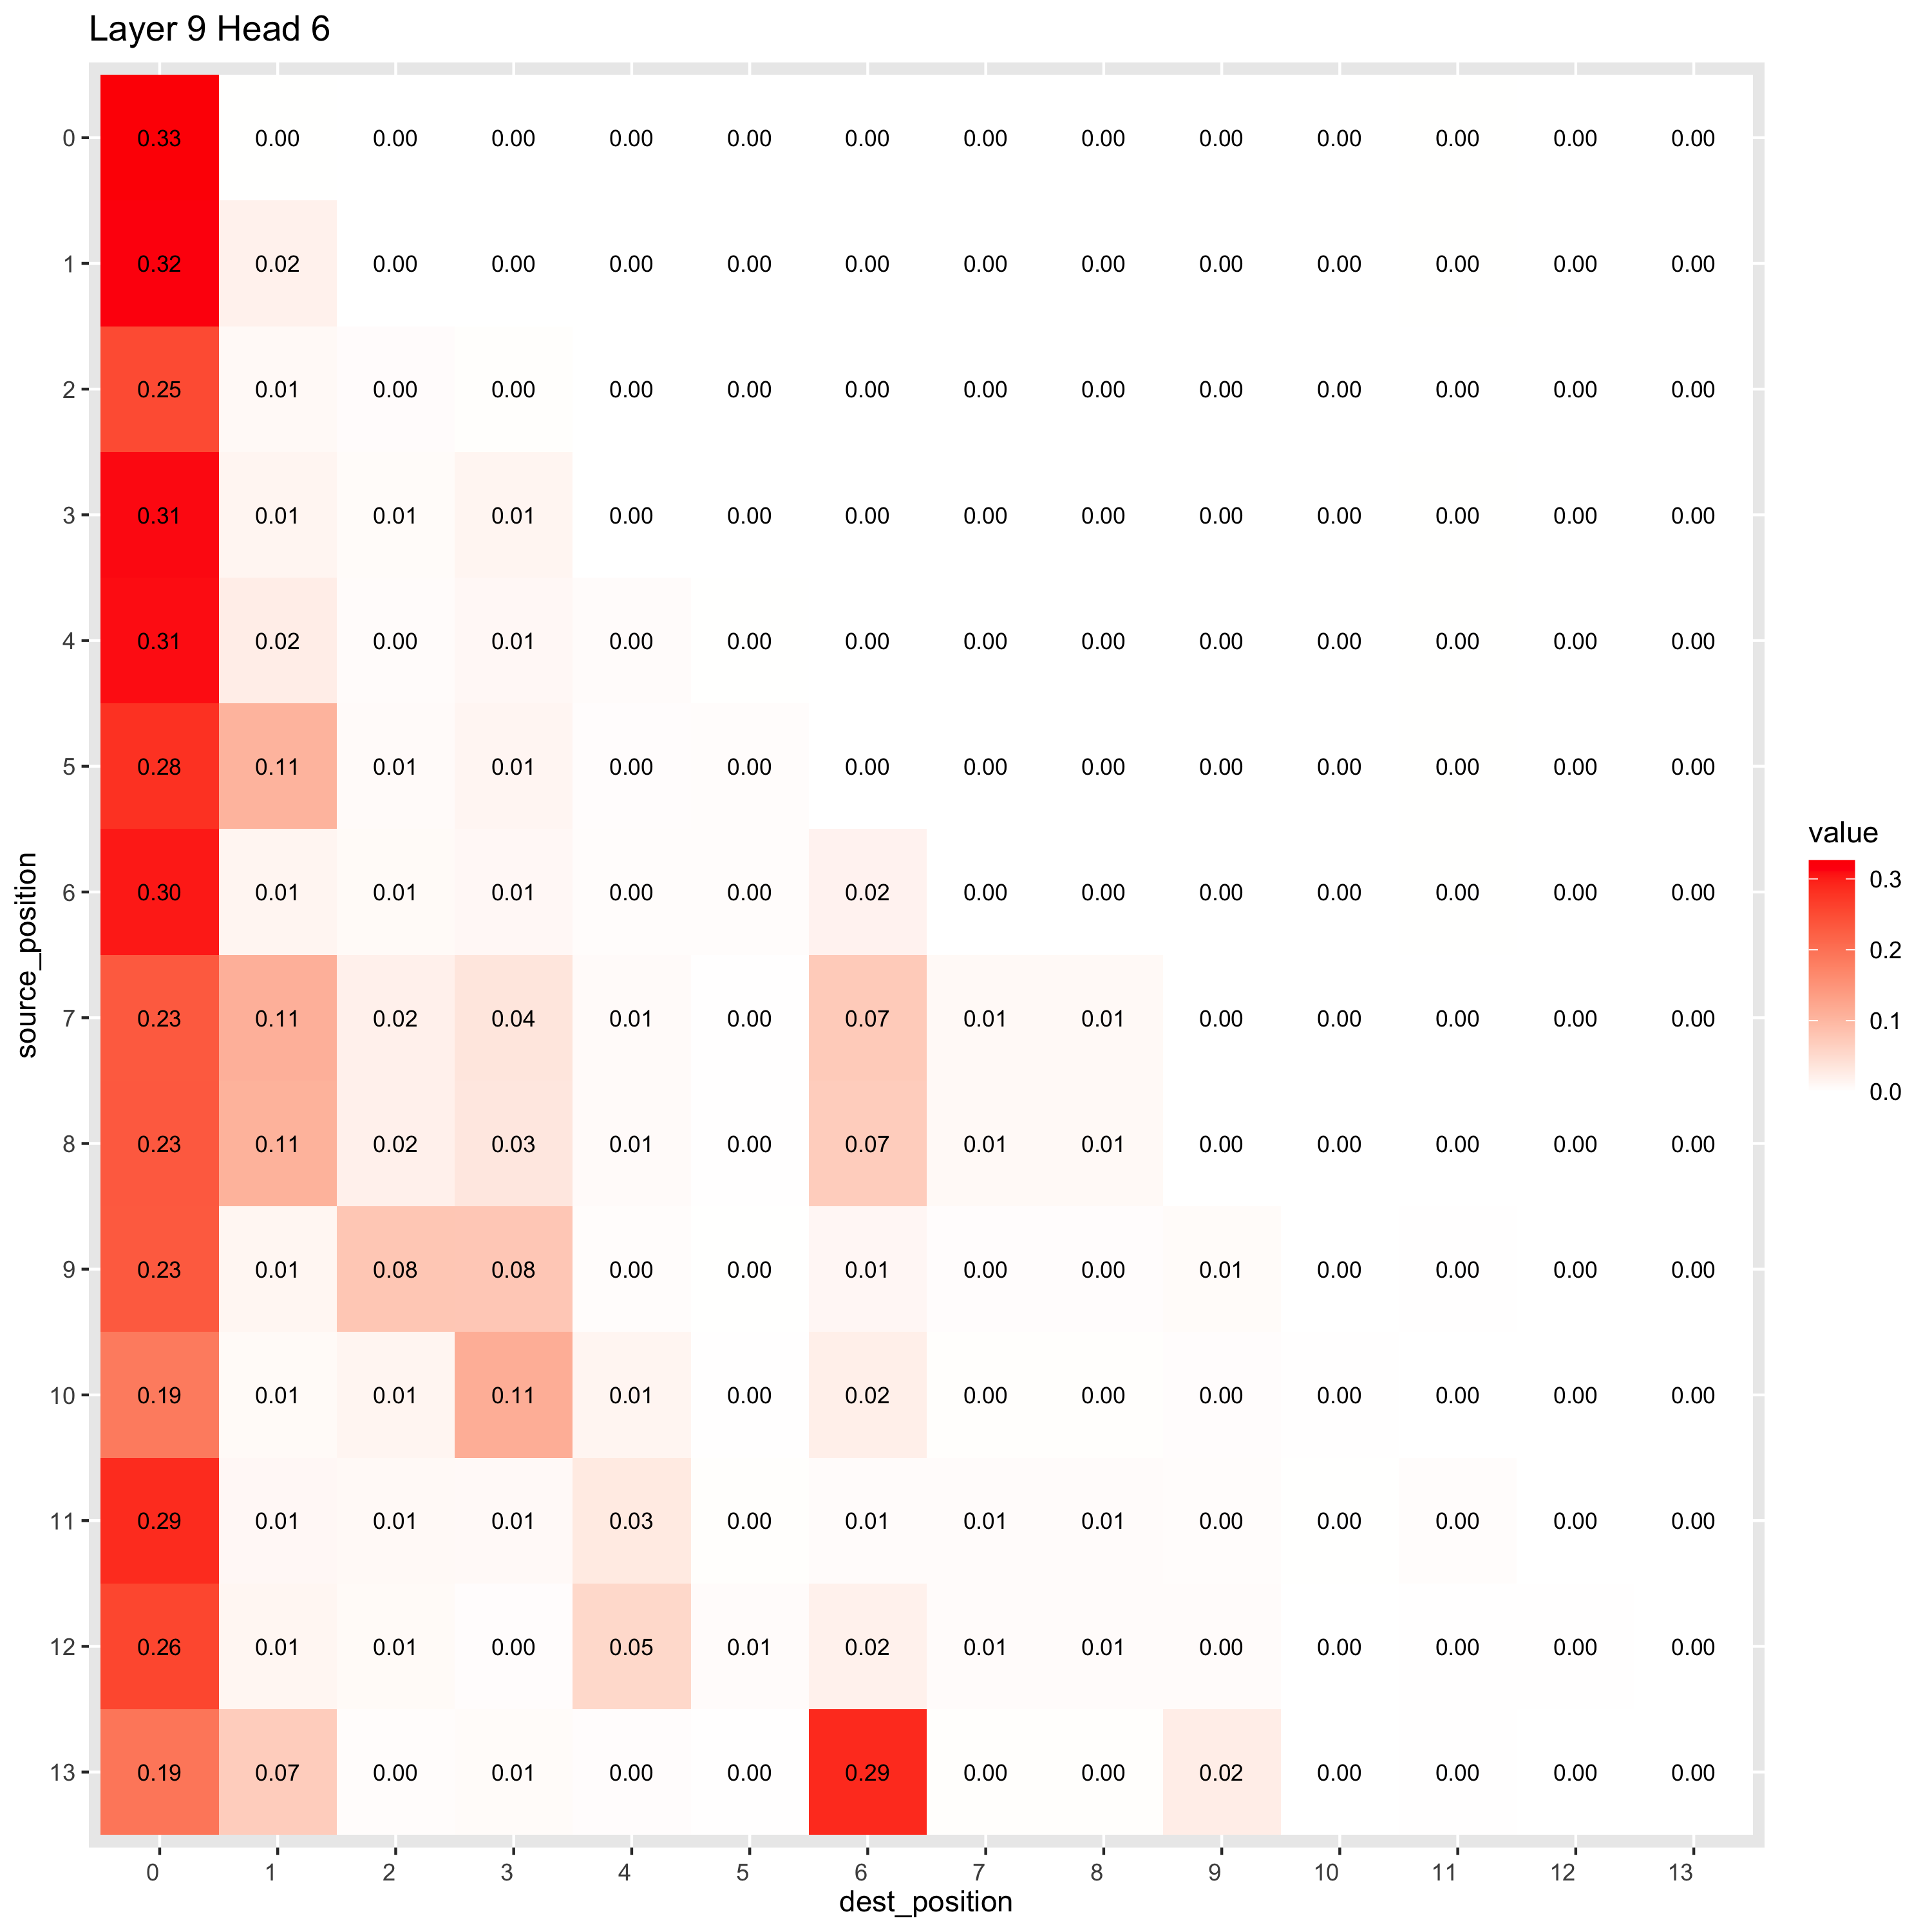 Layer 9 Head 6
0 0.33 0.00 0.00 0.00 0.00 0.00 0.00 0.00 0.00 0.00 0.00 0.00 0.00 0.00
1 0.32 0.02 0.00 0.00 0.00 0.00 0.00 0.00 0.00 0.00 0.00 0.00 0.00 0.00
2 0.25 0.01 0.00 0.00 0.00 0.00 0.00 0.00 0.00 0.00 0.00 0.00 0.00 0.00
3 0.31 0.01 0.01 0.01 0.00 0.00 0.00 0.00 0.00 0.00 0.00 0.00 0.00 0.00
4 0.31 0.02 0.00 0.01 0.00 0.00 0.00 0.00 0.00 0.00 0.00 0.00 0.00 0.00
5 0.28 0.11 0.01 0.01 0.00 0.00 0.00 0.00 0.00 0.00 0.00 0.00 0.00 0.00
6 0.30 0.01 0.01 0.01 0.00 0.00 0.02 0.00 0.00 0.00 0.00 0.00 0.00 0.00
7 0.23 0.11 0.02 0.04 0.01 0.00 0.07 0.01 0.01 0.00 0.00 0.00 0.00 0.00
8 0.23 0.11 0.02 0.03 0.01 0.00 0.07 0.01 0.01 0.00 0.00 0.00 0.00 0.00
9 0.23 0.01 0.08 0.08 0.00 0.00 0.01 0.00 0.00 0.01 0.00 0.00 0.00 0.00
10 0.19 0.01 0.01 0.11 0.01 0.00 0.02 0.00 0.00 0.00 0.00 0.00 0.00 0.00
11 0.29 0.01 0.01 0.01 0.03 0.00 0.01 0.01 0.01 0.00 0.00 0.00 0.00 0.00
12 0.26 0.01 0.01 0.00 0.05 0.01 0.02 0.01 0.01 0.00 0.00 0.00 0.00 0.00
13 0.19 0.07 0.00 0.01 0.00 0.00 0.29 0.00 0.00 0.02 0.00 0.00 0.00 0.00
0 1 2 3 4 5 6 7 8 9 10 11 12 13
dest_position
source_position
value
0.3
0.2
0.1
0.0